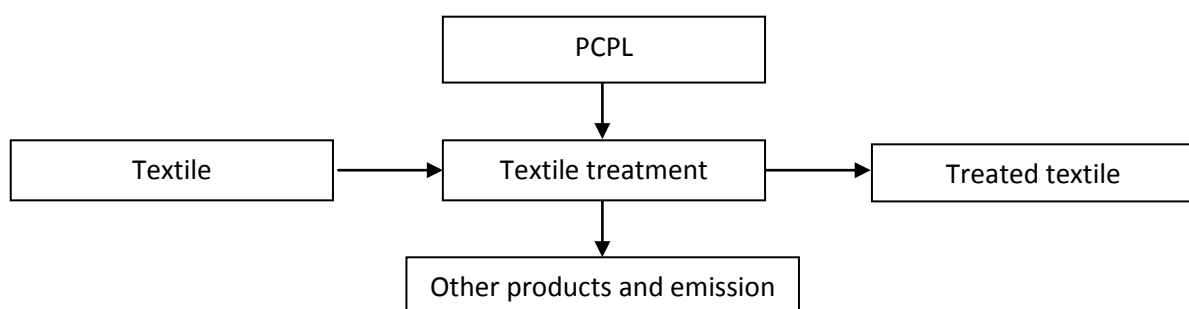 PCPL
Textile
Textile treatment
Treated textile
Other products and emission